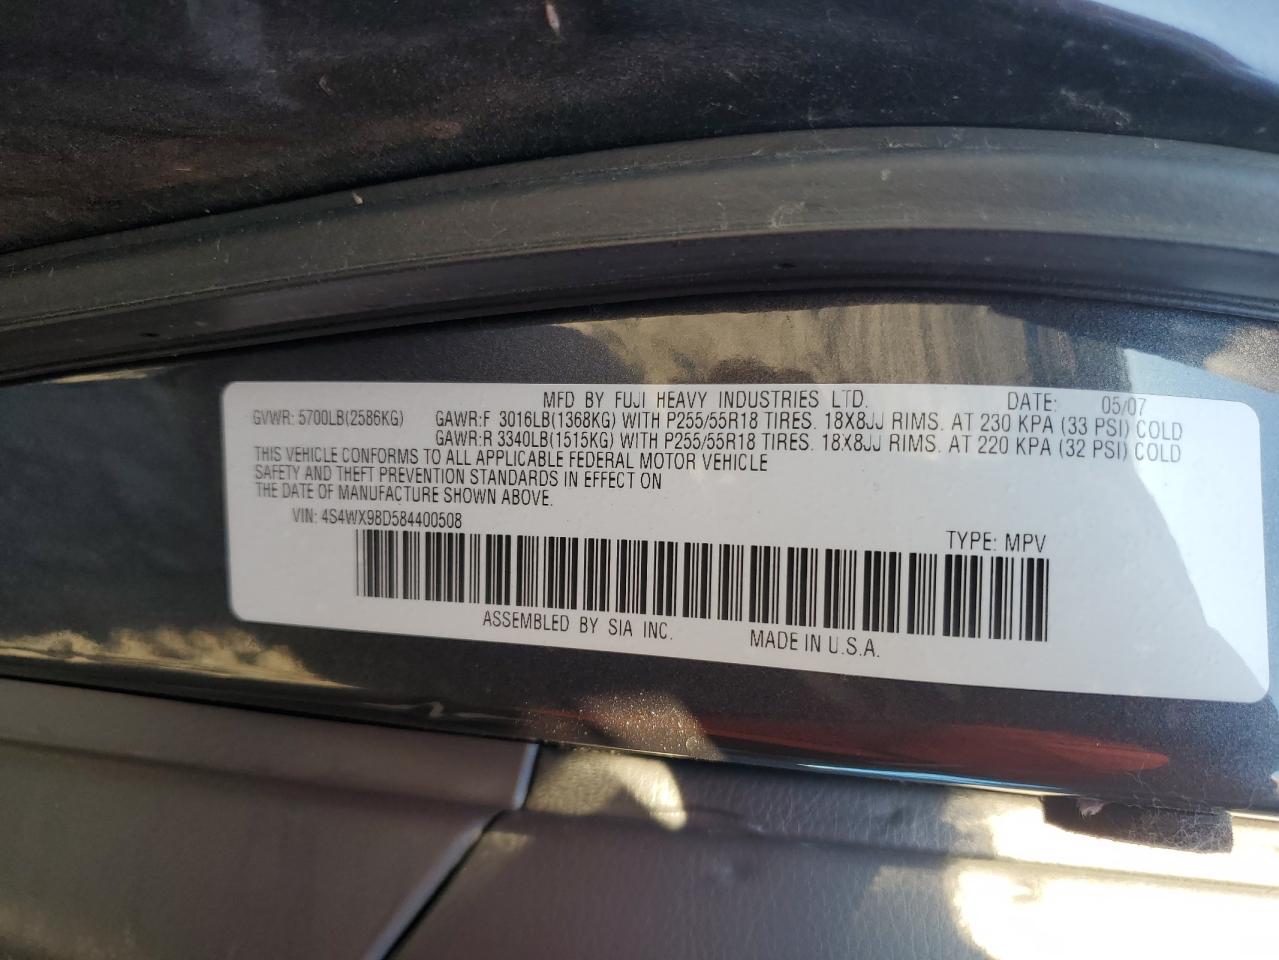 MFD BY FUJI HEAVY INDUSTRIES LTD. DATE: 05/07
GVWR: 5700LB(2586KG) GAWR:F 3016LB(1368KG) WITH P255/55R18 TIRES. 18X8JJ RIMS. AT 230 KPA (33 PSI) COLD
GAWR:R 3340LB(1515KG) WITH P255/55R18 TIRES. 18X8JJ RIMS. AT 220 KPA (32 PSI) COLD
THIS VEHICLE CONFORMS TO ALL APPLICABLE FEDERAL MOTOR VEHICLE
SAFETY AND THEFT PREVENTION STANDARDS IN EFFECT ON
THE DATE OF MANUFACTURE SHOWN ABOVE.
VIN: 4S4WX98D584400508 TYPE: MPV
ASSEMBLED BY SIA INC. MADE IN U.S.A.